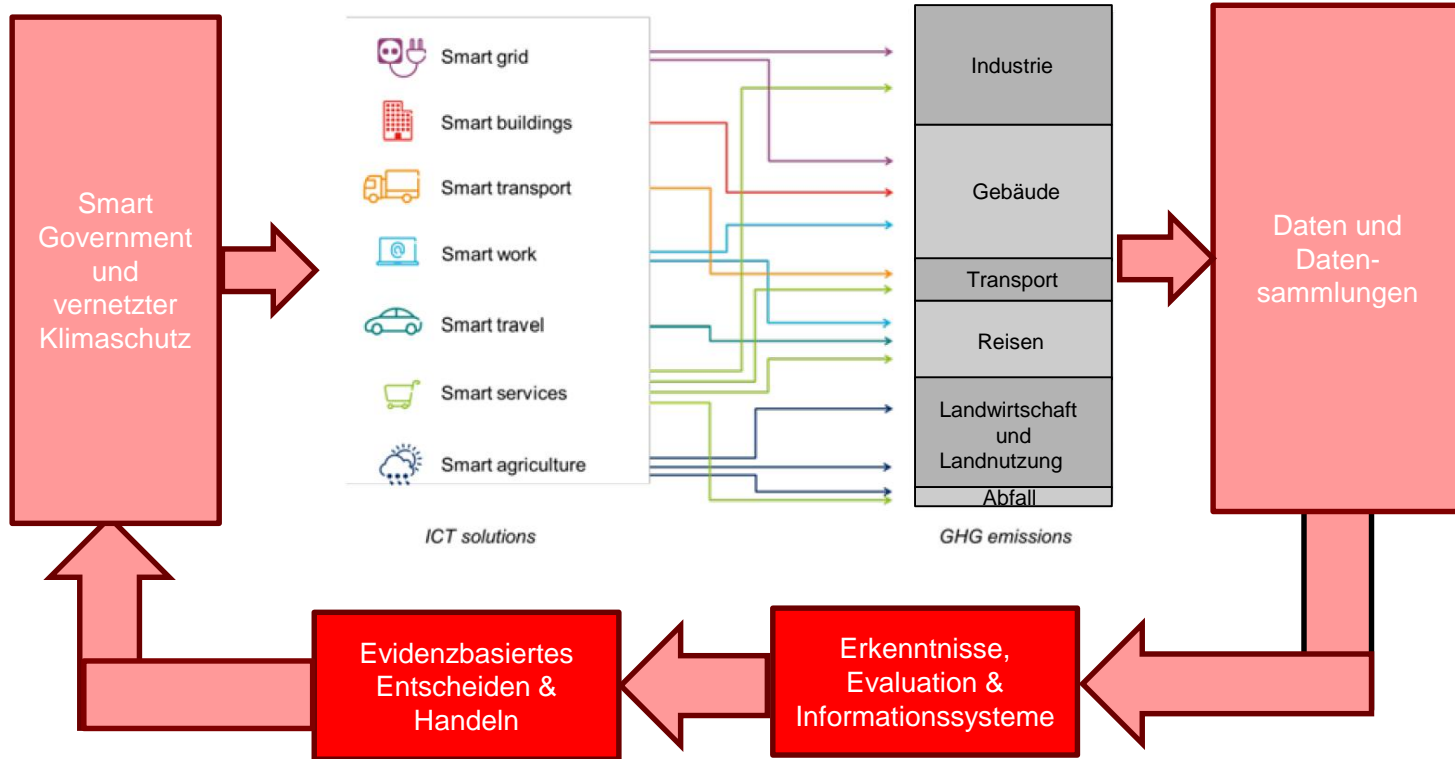 Smart
Government
und
vernetzter
Klimaschutz
Smart grid
Smart buildings
Smart transport
Smart work
@
Smart travel
Smart services
Smart agriculture
ICT solutions
Industrie
Gebäude
Transport
Reisen
Landwirtschaft
und
Landnutzung
Abfall
GHG emissions
Daten und
Daten-
sammlungen
Evidenzbasiertes
Entscheiden &
Handeln
Erkenntnisse,
Evaluation &
Informationssysteme